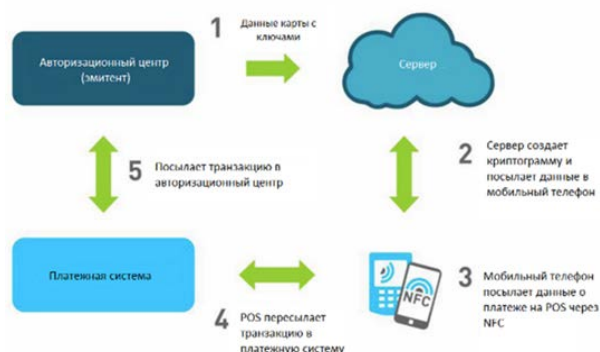 1
Данные карты с
ключами
Авторизационный центр
(эмитент)
Сервер
5
Посылает транзакцию в
авторизационный центр
2
Сервер создает
криптограмму и
посылает данные в
мобильный телефон
Платежная система
NFC
3
Мобильный телефон
посылает данные о
платеже на POS через
NFC
4
POS пересылает
транзакцию в
платежную систему